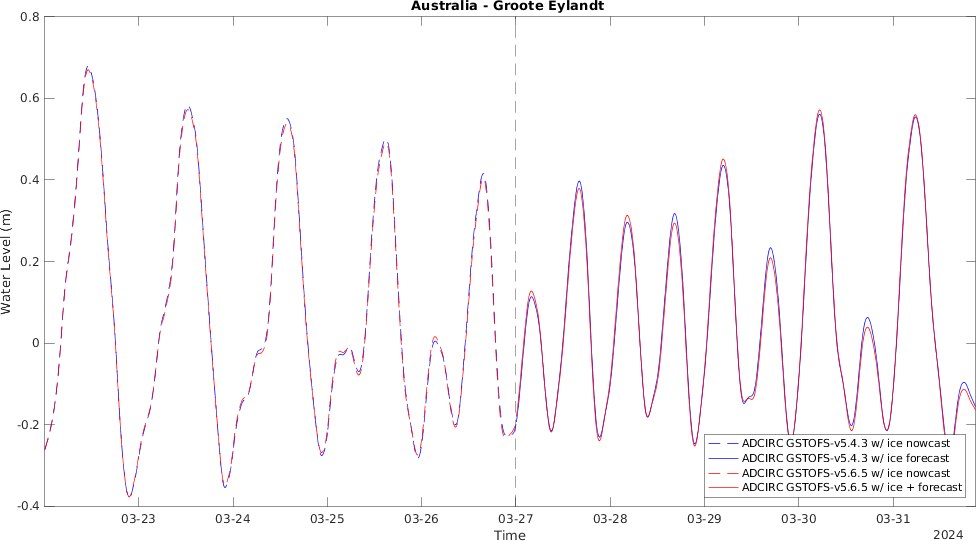 Australia - Groote Eylandt
0.8
0.6
0.4
0.2
0
-0.2
-0.4
Water Level (m)
ADCIRC GSTOFS-v5.4.3 w/ ice nowcast
ADCIRC GSTOFS-v5.4.3 w/ ice forecast
ADCIRC GSTOFS-v5.6.5 w/ ice nowcast
ADCIRC GSTOFS-v5.6.5 w/ ice + forecast
03-23 03-24 03-25 03-26 03-27 03-28 03-29 03-30 03-31
Time
2024